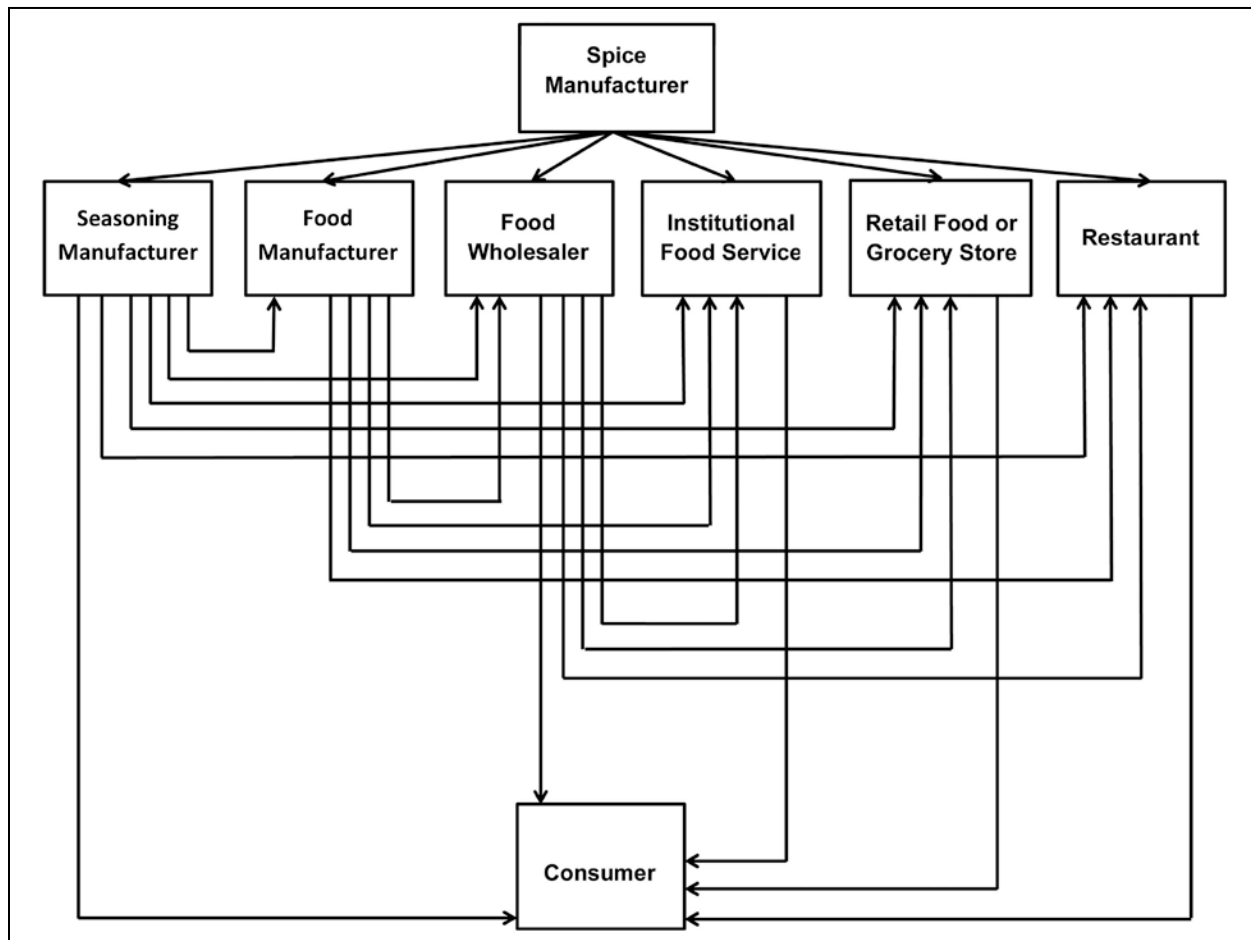 Spice
Manufacturer
Seasoning
Manufacturer
Food
Manufacturer
Food
Wholesaler
Institutional
Food Service
Retail Food or
Grocery Store
Restaurant
Consumer